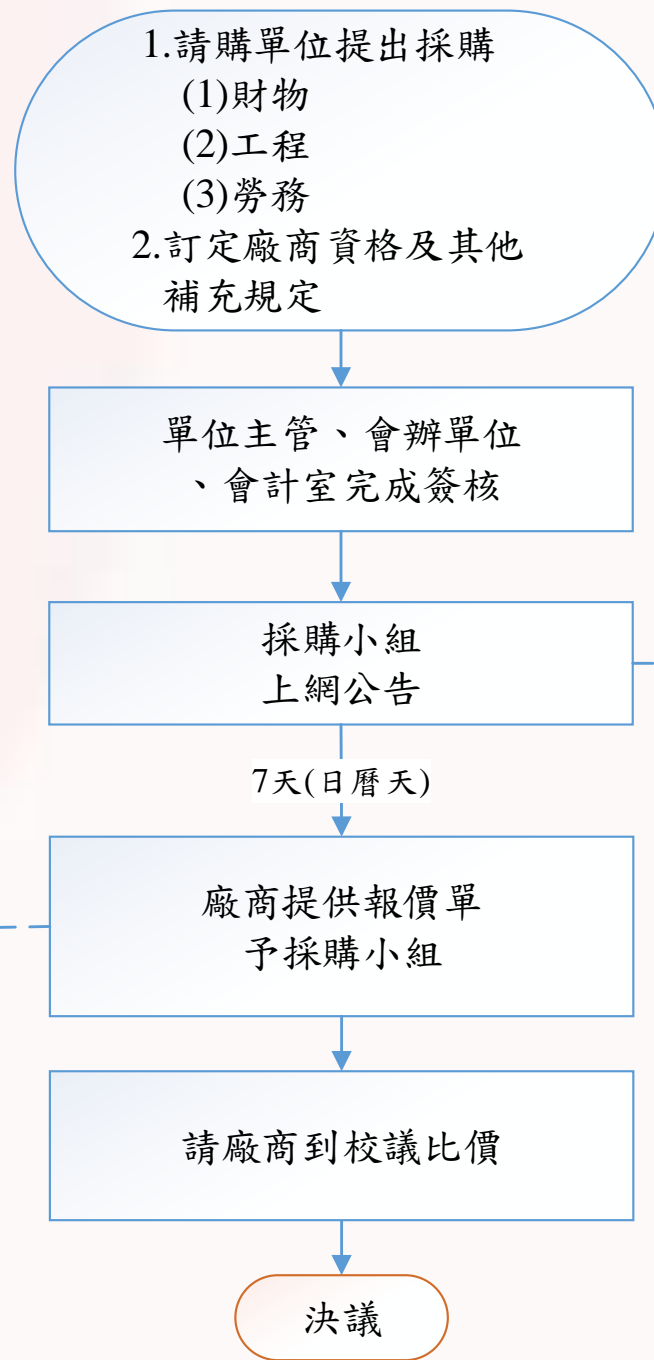 1.請購單位提出採購
(1)財物
(2)工程
(3)勞務
2.訂定廠商資格及其他
補充規定
單位主管、會辦單位
、會計室完成簽核
採購小組
上網公告
7天(日曆天)
廠商提供報價單
予採購小組
請廠商到校議比價
決議